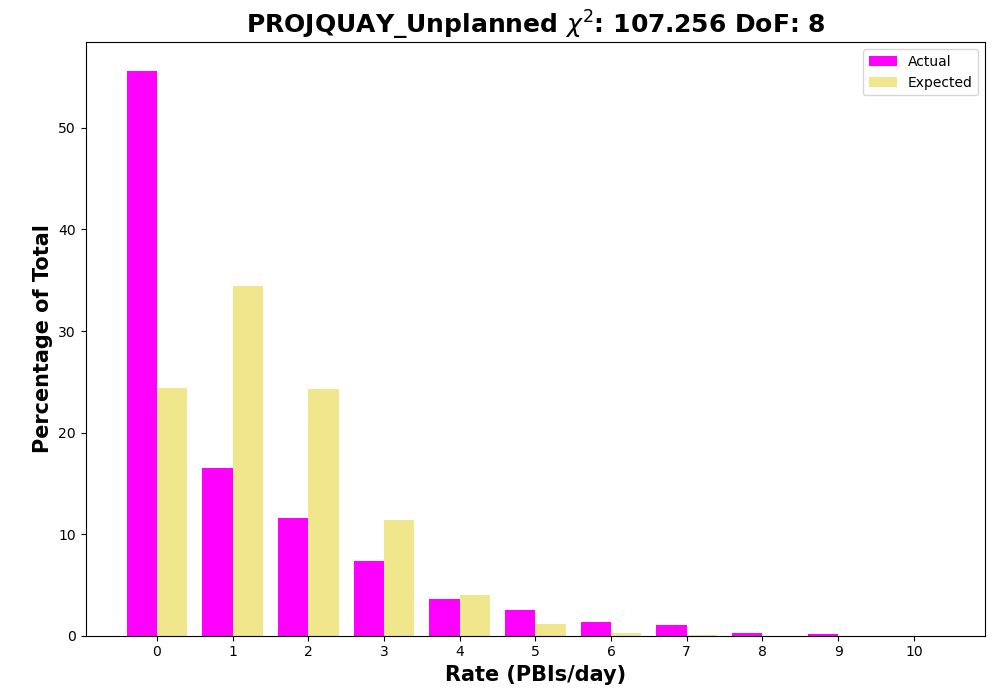 PROJQUAY_Unplanned χ²: 107.256 DoF: 8
Actual
Expected
50
40
30
20
10
0
Percentage of Total
0 1 2 3 4 5 6 7 8 9 10
Rate (PBIs/day)